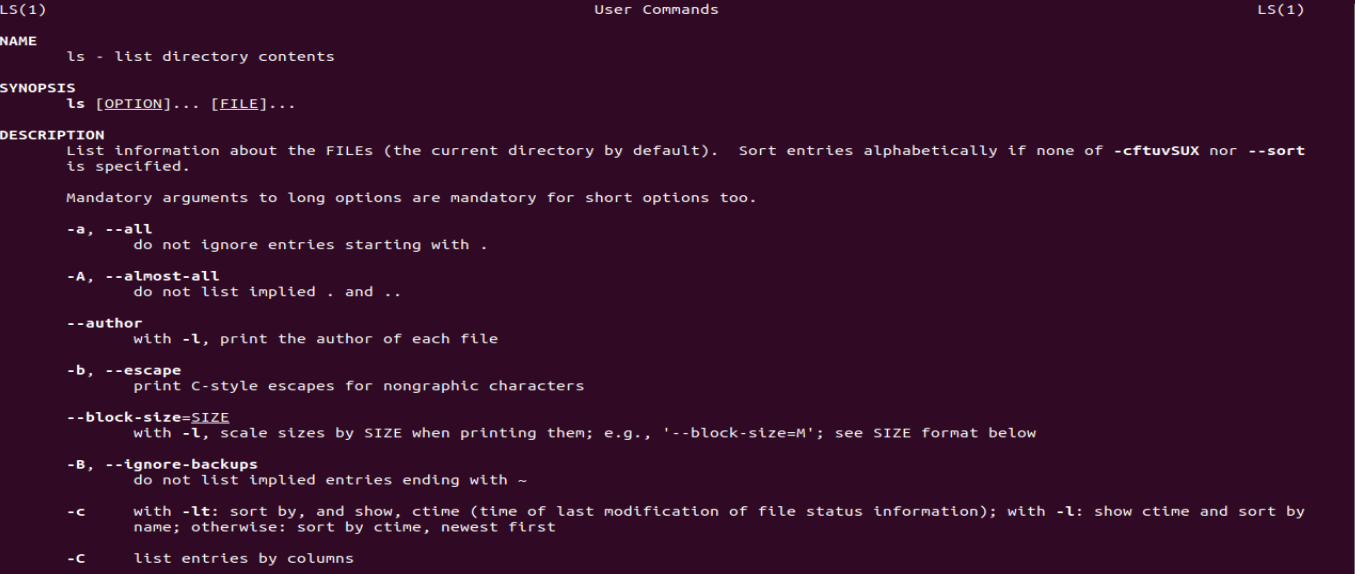 LS(1) User Commands LS(1)
NAME
ls - list directory contents
SYNOPSIS
ls [OPTION]... [FILE]...
DESCRIPTION
List information about the FILEs (the current directory by default).  Sort entries alphabetically if none of -cftuvSUX nor --sort
is specified.
Mandatory arguments to long options are mandatory for short options too.
-a, --all
do not ignore entries starting with .
-A, --almost-all
do not list implied . and ..
--author
with -l, print the author of each file
-b, --escape
print C-style escapes for nongraphic characters
--block-size=SIZE
with -l, scale sizes by SIZE when printing them; e.g., '--block-size=M'; see SIZE format below
-B, --ignore-backups
do not list implied entries ending with ~
-c with -lt: sort by, and show, ctime (time of last modification of file status information); with -l: show ctime and sort by
name; otherwise: sort by ctime, newest first
-C list entries by columns